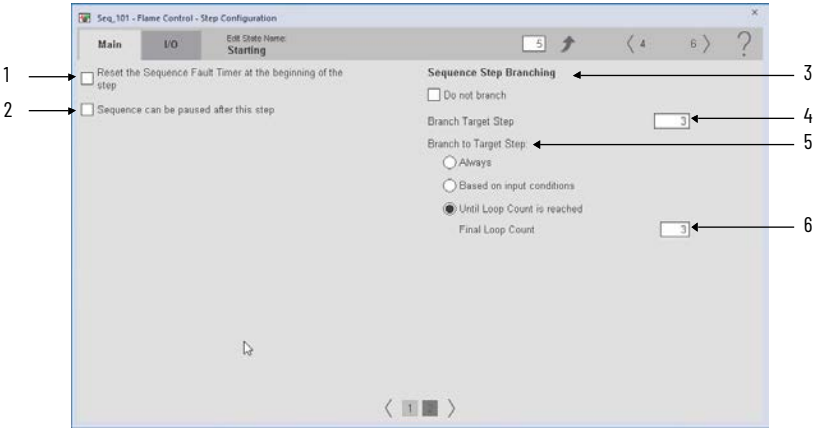 Seq_101 - Flame Control - Step Configuration
×
Main
I/O
Edit State Name:
Starting
5
4
6
?
1
Reset the Sequence Fault Timer at the beginning of the
step
2
Sequence can be paused after this step
Sequence Step Branching
3
Do not branch
Branch Target Step
3
4
Branch to Target Step:
5
Always
Based on input conditions
Until Loop Count is reached
Final Loop Count
3
6
1
2